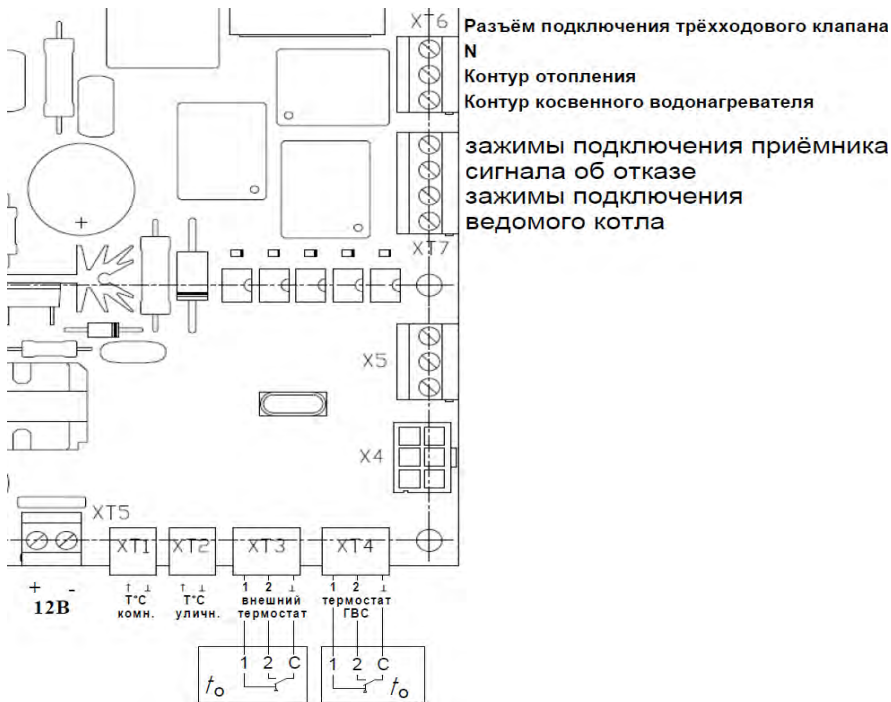 XT6
Разъём подключения трёхходового клапана
N
Контур отопления
Контур косвенного водонагревателя
зажимы подключения приёмника
сигнала об отказе
зажимы подключения
ведомого котла
XT7
+
X5
X4
XT5
XT1 XT2 XT3 XT4
+ -
12В
↑ ⊥
T°C
комн.
↑ ⊥
T°C
уличн.
1 2 ⊥
внешний
термостат
1 2 ⊥
термостат
ГВС
1 2 C
to
1 2 C
to